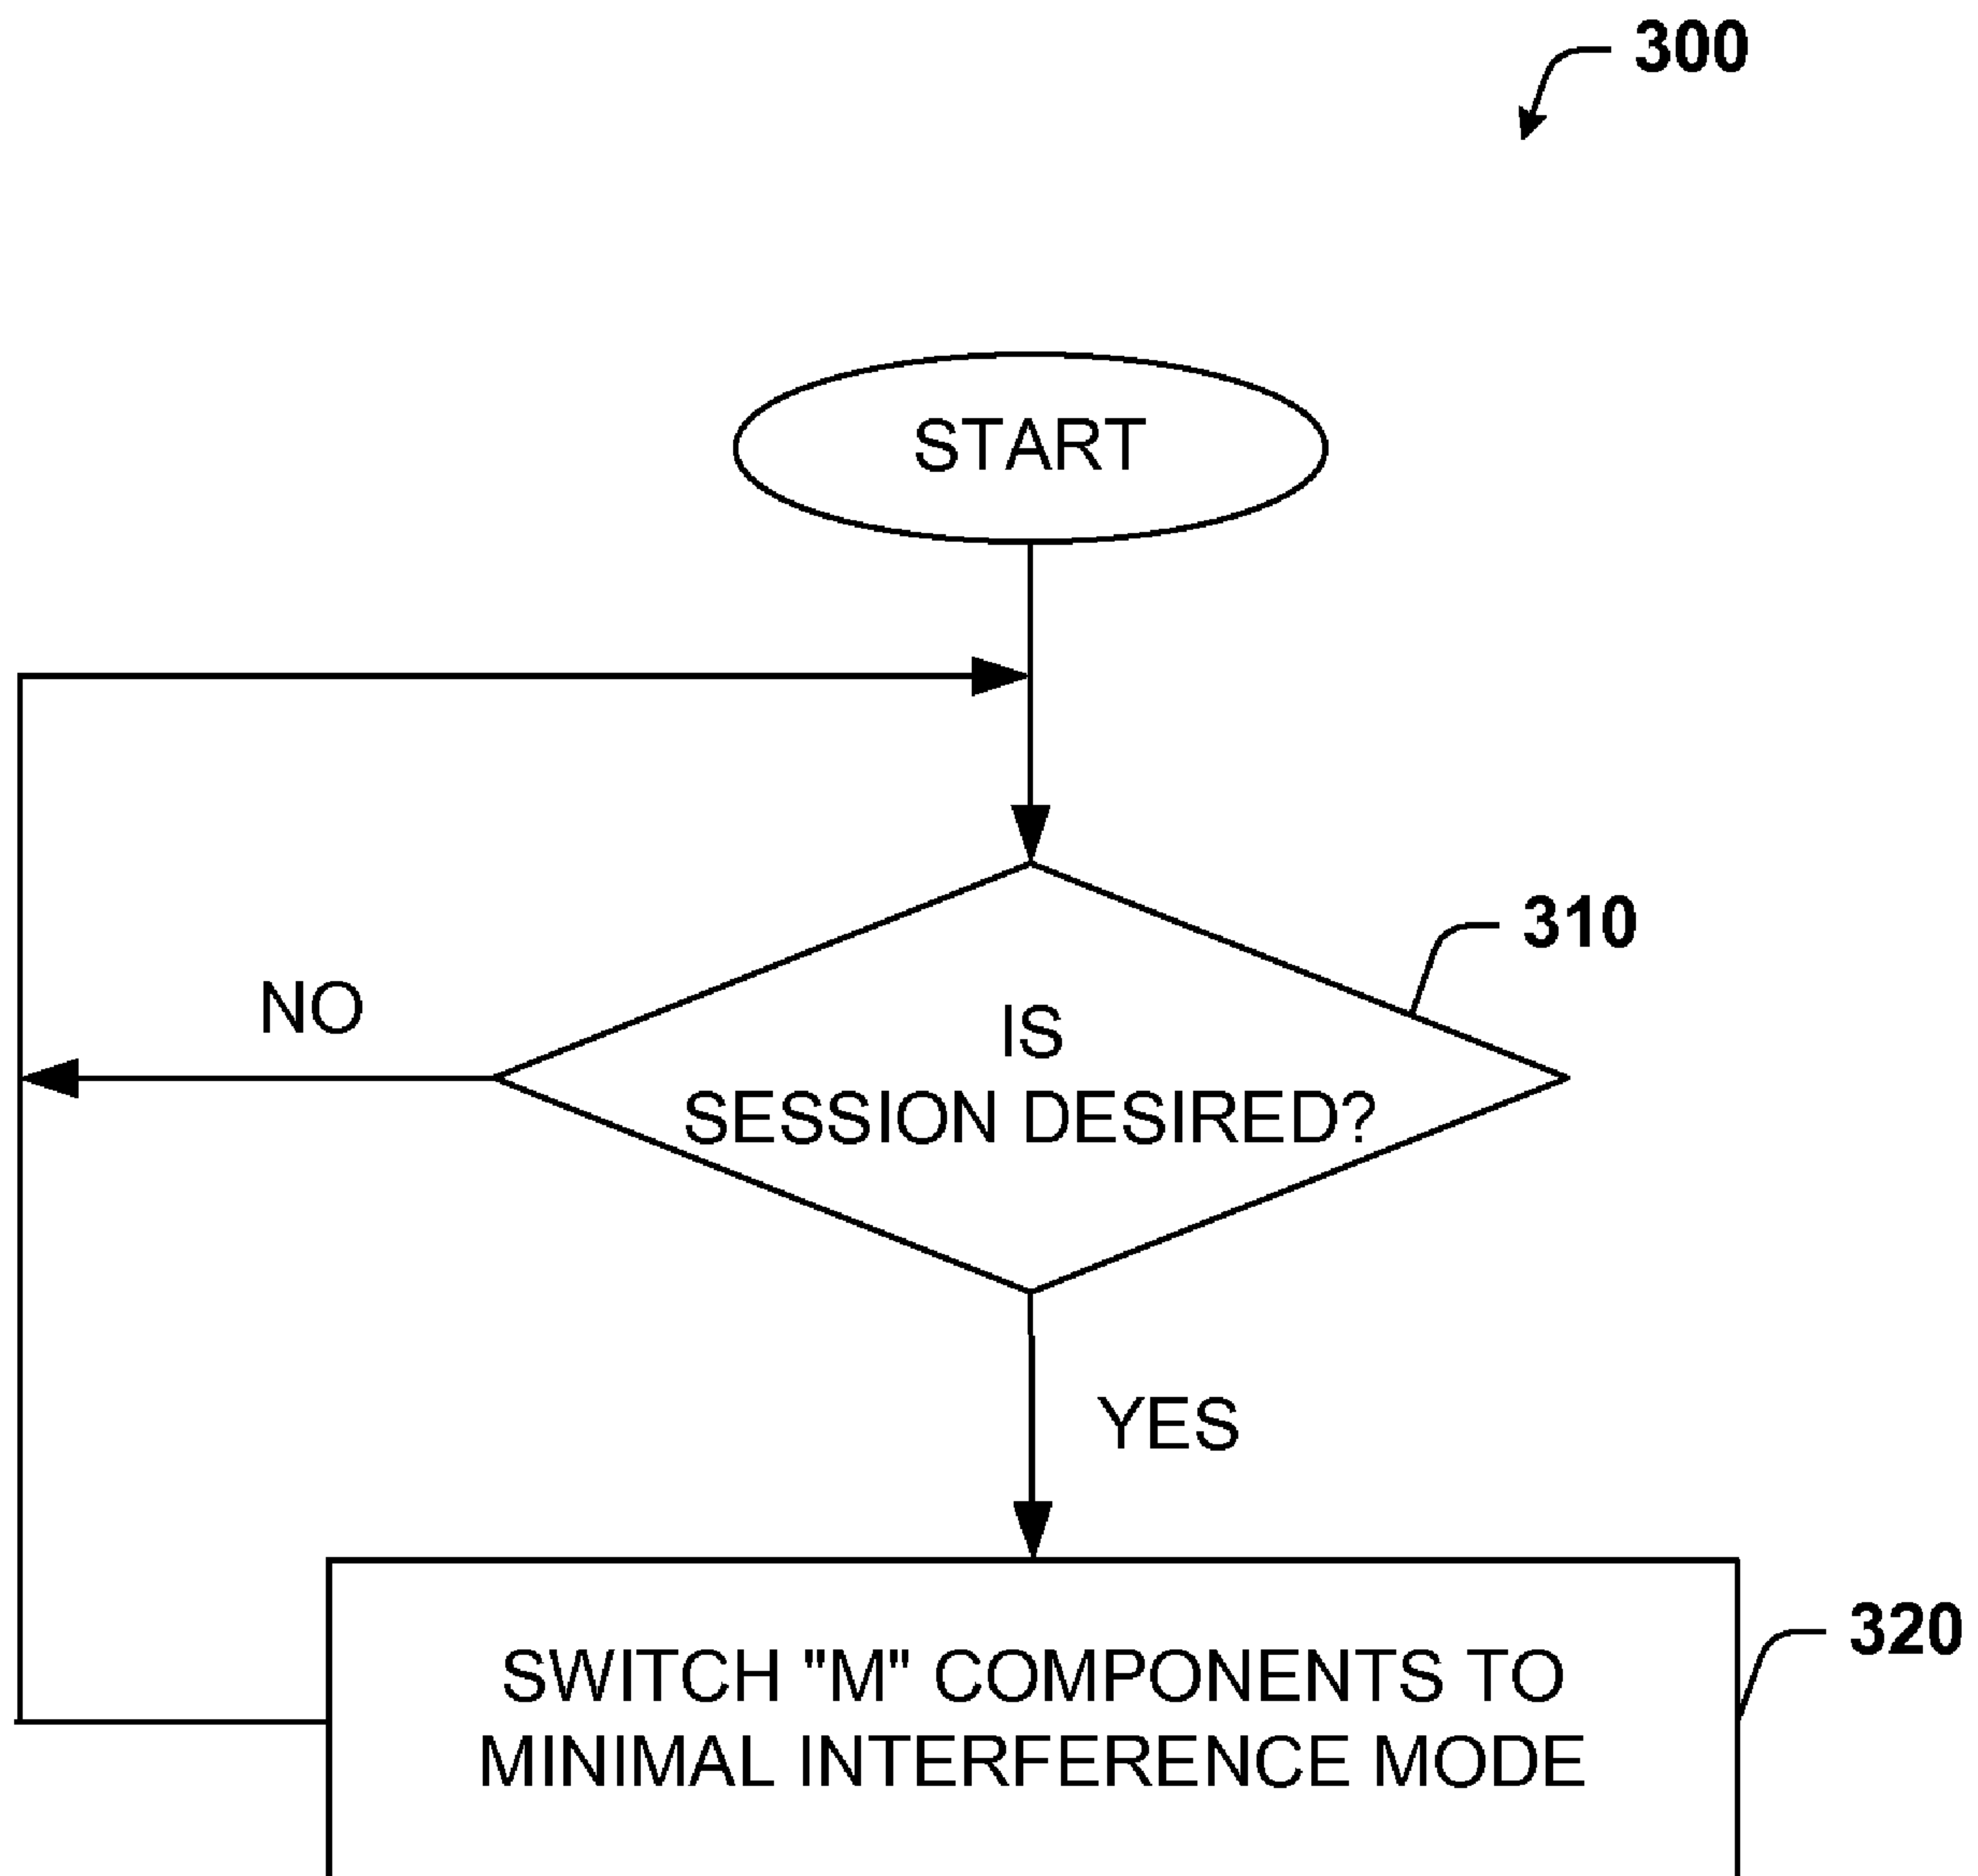 300
START
310
NO
IS
SESSION DESIRED?
YES
320
SWITCH "M" COMPONENTS TO
MINIMAL INTERFERENCE MODE